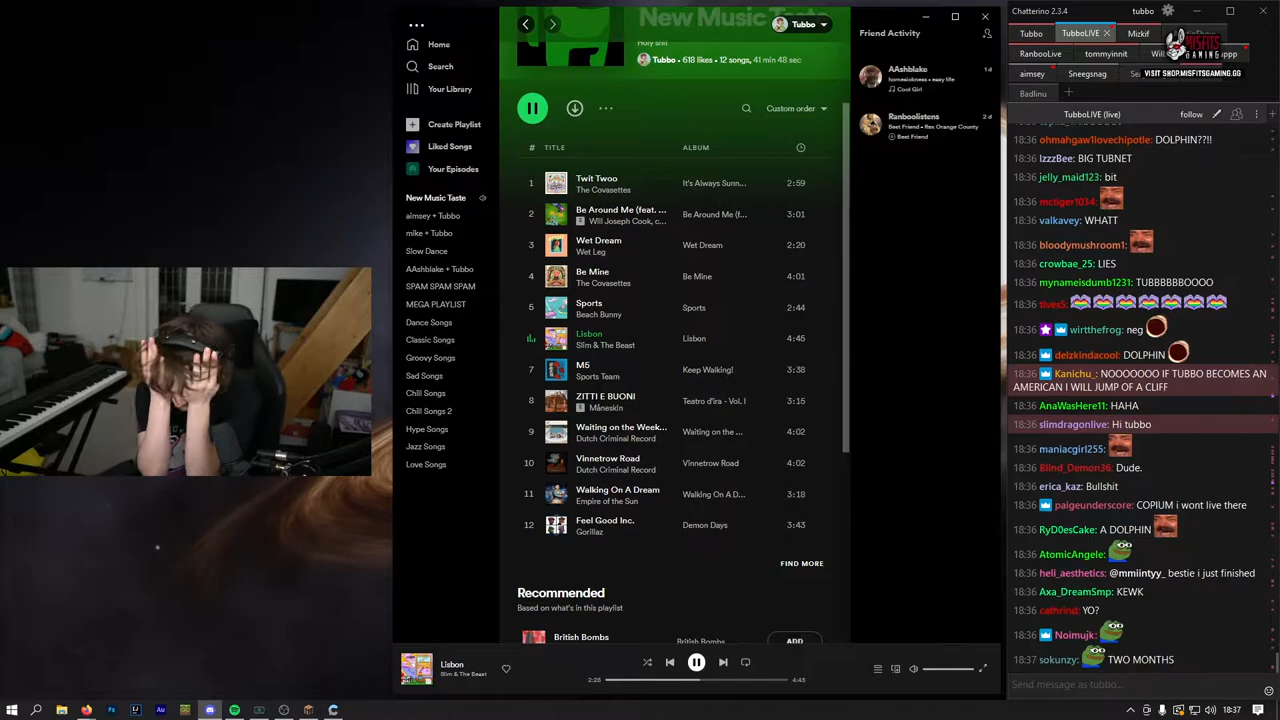 Home
Search
Your Library
Create Playlist
Liked Songs
Your Episodes
New Music Taste
aimsey + Tubbo
mike + Tubbo
Slow Dance
AAshblake + Tubbo
SPAM SPAM SPAM
MEGA PLAYLIST
Dance Songs
Classic Songs
Groovy Songs
Sad Songs
Chill Songs
Chill Songs 2
Hype Songs
Jazz Songs
Love Songs
New Music Taste
Tubbo
Holy shit
Tubbo • 618 likes • 12 songs, 41 min 48 sec
Custom order
# TITLE ALBUM
1 Twit Twoo It's Always Sunn... 2:59
The Covasettes
2 Be Around Me (feat. ... Be Around Me (f... 3:01
E Will Joseph Cook, c...
3 Wet Dream Wet Dream 2:20
Wet Leg
4 Be Mine Be Mine 4:01
The Covasettes
5 Sports Sports 2:44
Beach Bunny
Lisbon Lisbon 4:45
Slim & The Beast
7 M5 Keep Walking! 3:38
Sports Team
8 ZITTI E BUONI Teatro d'ira - Vol. I 3:15
E Måneskin
9 Waiting on the Week... Waiting on the ... 4:02
Dutch Criminal Record
10 Vinnetrow Road Vinnetrow Road 4:02
Dutch Criminal Record
11 Walking On A Dream Walking On A D... 3:18
Empire of the Sun
12 Feel Good Inc. Demon Days 3:43
Gorillaz
FIND MORE
Recommended
Based on what's in this playlist
British Bombs British Bombs ADD
Lisbon
Slim & The Beast
2:28 4:45
Friend Activity
AAshblake 1 d
homesickness • easy life
Cool Girl
Ranboolistens 2 d
Best Friend • Rex Orange County
Best Friend
Chatterino 2.3.4 tubbo
Tubbo TubboLIVE Mizkif
RanbooLive tommyinnit
aimsey Sneegsnag
MISFITS
GAMING
VISIT SHOP.MISFITSGAMING.GG
Badlinu
TubboLIVE (live) follow
18:36 ohmahgaw1lovechipotle: DOLPHIN??!!
18:36 IzzzBee: BIG TUBNET
18:36 jelly_maid123: bit
18:36 mctiger1034:
18:36 valkavey: WHATT
18:36 bloodymushroom1:
18:36 crowbae_25: LIES
18:36 mynameisdumb1231: TUBBBBBOOOO
18:36 tives5:
18:36 wirtthefrog: neg
18:36 delzkindacool: DOLPHIN
18:36 Kanichu_: NOOOOOOO IF TUBBO BECOMES AN
AMERICAN I WILL JUMP OF A CLIFF
18:36 AnaWasHere11: HAHA
18:36 slimdragonlive: Hi tubbo
18:36 maniacgirl255:
18:36 Blind_Demon36: Dude.
18:36 erica_kaz: Bullshit
18:36 paigeunderscore: COPIUM i wont live there
18:36 RyD0esCake: A DOLPHIN
18:36 AtomicAngele:
18:36 heli_aesthetics: @mmiintyy_ bestie i just finished
18:36 Axa_DreamSmp: KEWK
18:36 cathrind: YO?
18:36 Noimujk:
18:37 sokunzy: TWO MONTHS
Send message as tubbo...
18:37